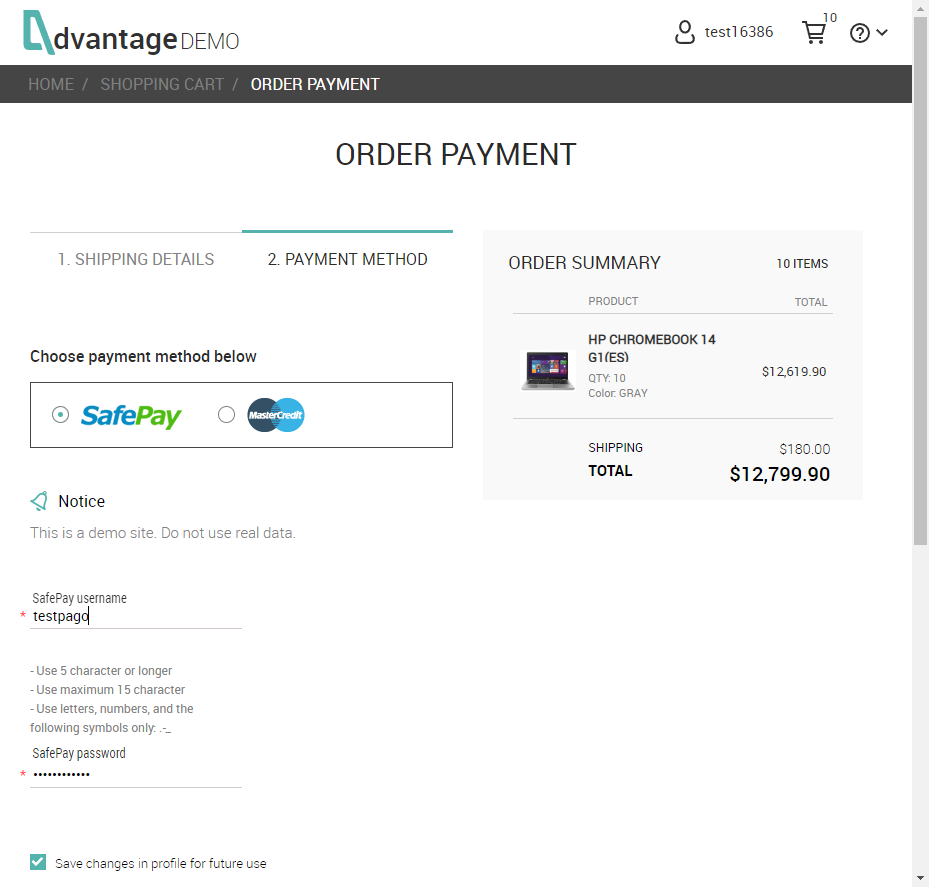 dvantage DEMO
test16386
10
HOME / SHOPPING CART / ORDER PAYMENT
ORDER PAYMENT
1. SHIPPING DETAILS
2. PAYMENT METHOD
Choose payment method below
SafePay
MasterCredit
Notice
This is a demo site. Do not use real data.
SafePay username
* testpago
- Use 5 character or longer
- Use maximum 15 character
- Use letters, numbers, and the
following symbols only: .-_
SafePay password
* ••••••••••••
Save changes in profile for future use
ORDER SUMMARY
10 ITEMS
PRODUCT
TOTAL
HP CHROMEBOOK 14
G1(ES)
QTY: 10
Color: GRAY
$12,619.90
SHIPPING
$180.00
TOTAL
$12,799.90